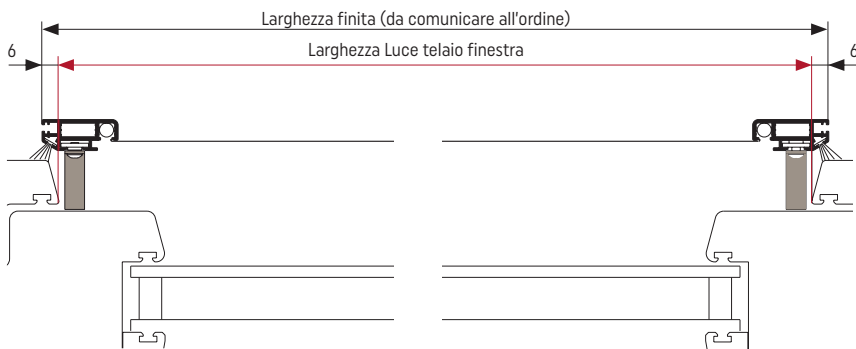 Larghezza finita (da comunicare all'ordine)
6 Larghezza Luce telaio finestra 6